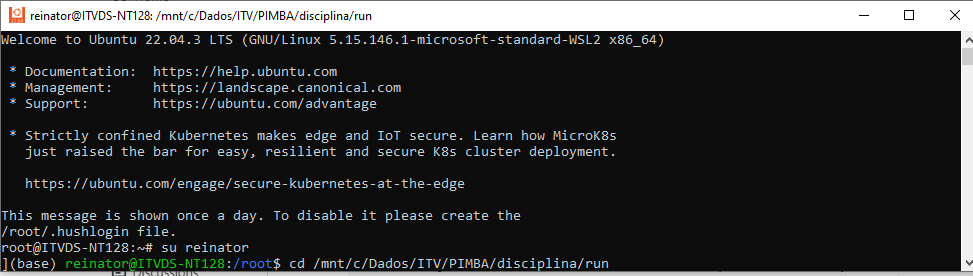 reinator@ITVDS-NT128: /mnt/c/Dados/ITV/PIMBA/disciplina/run
Welcome to Ubuntu 22.04.3 LTS (GNU/Linux 5.15.146.1-microsoft-standard-WSL2 x86_64)
* Documentation:  https://help.ubuntu.com
* Management:     https://landscape.canonical.com
* Support:        https://ubuntu.com/advantage
* Strictly confined Kubernetes makes edge and IoT secure. Learn how MicroK8s
just raised the bar for easy, resilient and secure K8s cluster deployment.
https://ubuntu.com/engage/secure-kubernetes-at-the-edge
This message is shown once a day. To disable it please create the
/root/.hushlogin file.
root@ITVDS-NT128:~# su reinator
](base) reinator@ITVDS-NT128:/root$ cd /mnt/c/Dados/ITV/PIMBA/disciplina/run